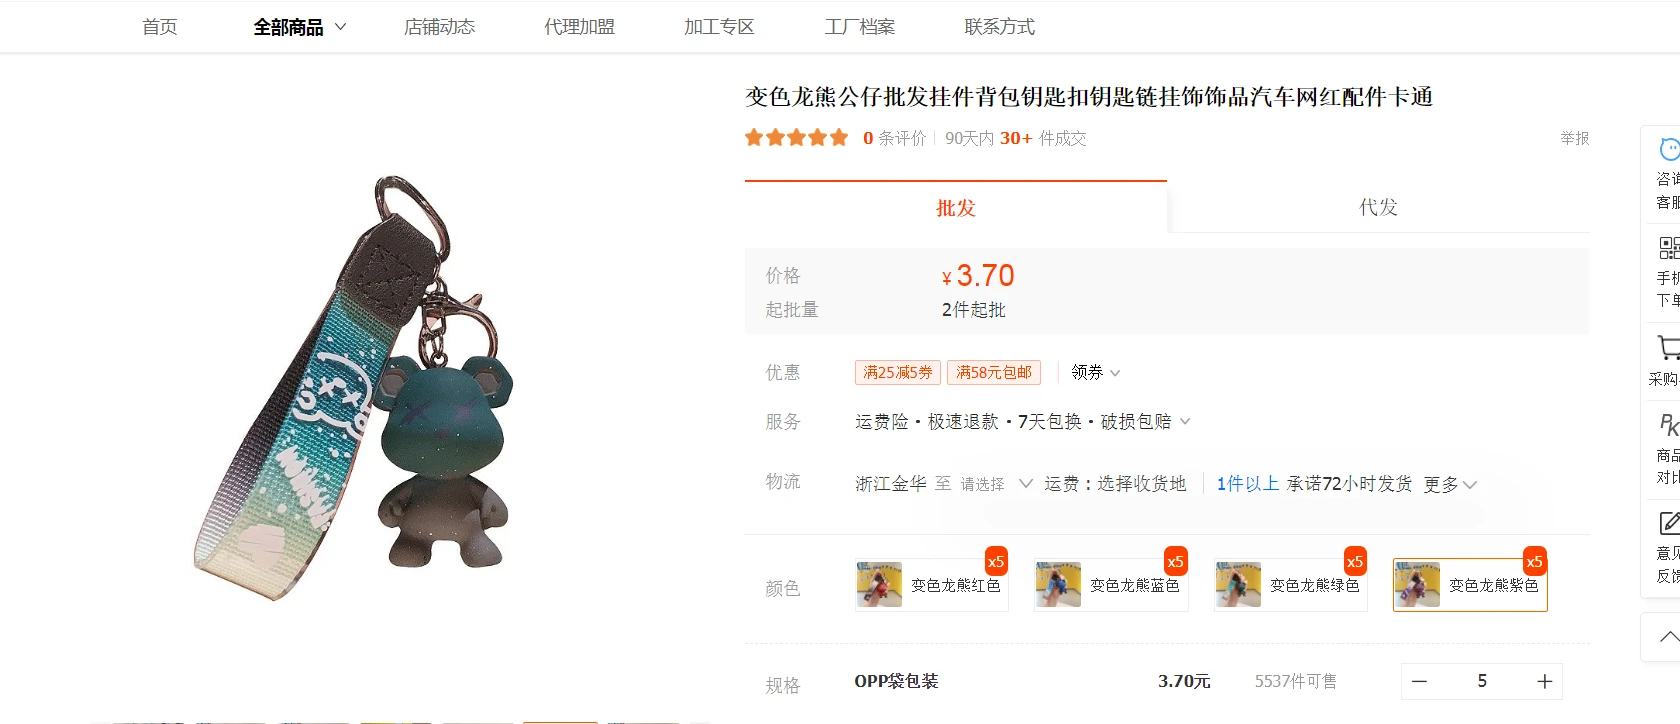 首页 全部商品 店铺动态 代理加盟 加工专区 工厂档案 联系方式
变色龙熊公仔批发挂件背包钥匙扣钥匙链挂饰饰品汽车网红配件卡通
0 条评价 90天内 30+ 件成交 举报
批发 代发
价格 ¥3.70
起批量 2件起批
优惠 满25减5券 满58元包邮 领券
服务 运费险 · 极速退款 · 7天包换 · 破损包赔
物流 浙江金华 至 请选择 运费：选择收货地 1件以上 承诺72小时发货 更多
x5 x5 x5 x5
颜色 变色龙熊红色 变色龙熊蓝色 变色龙熊绿色 变色龙熊紫色
规格 OPP袋包装 3.70元 5537件可售 5
咨询
客服
手机
下单
采购
商品
对比
意见
反馈